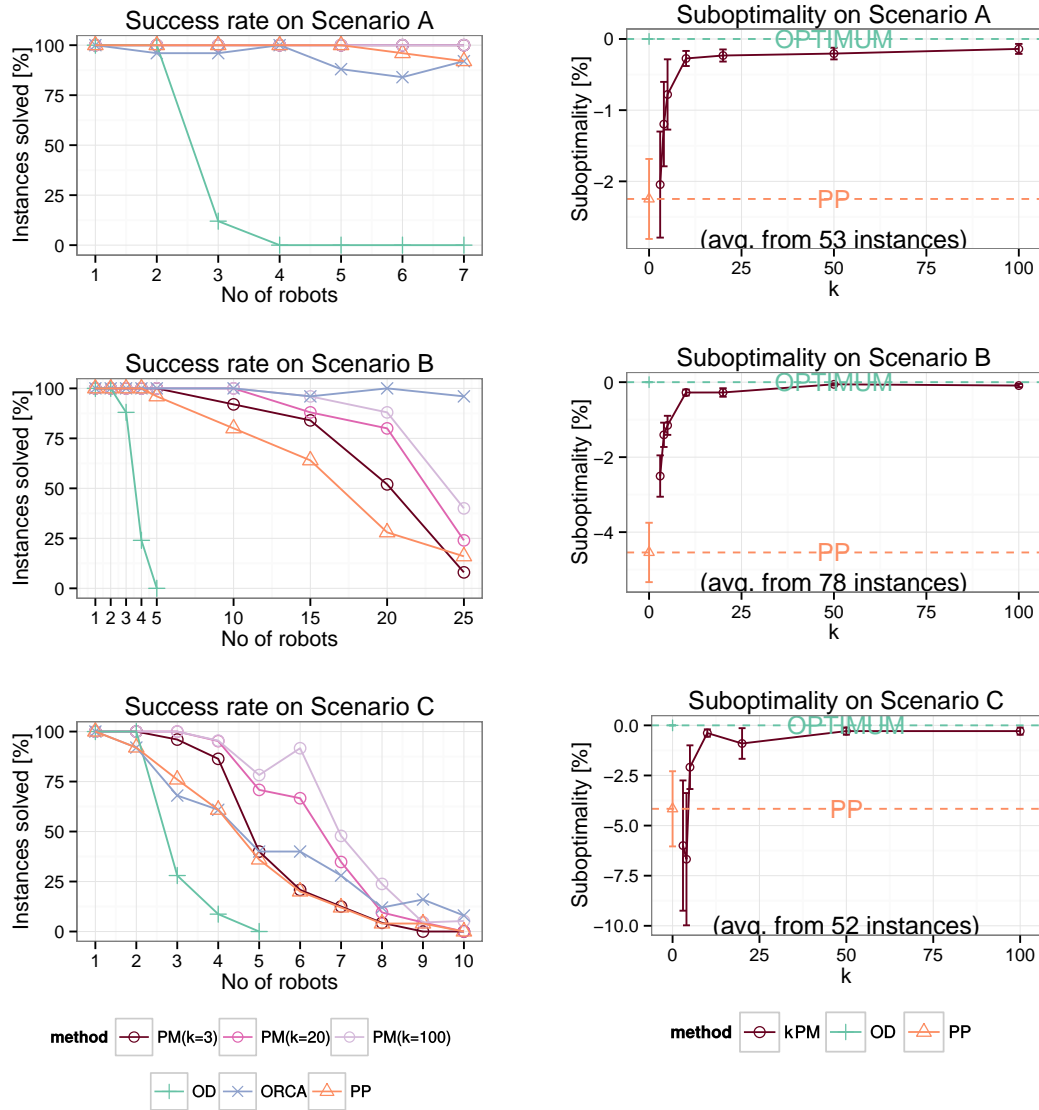 Success rate on Scenario A
Instances solved [%]
100
75
50
25
0
1 2 3 4 5 6 7
No of robots
Suboptimality on Scenario A
Suboptimality [%]
0
−1
−2
OPTIMUM
PP
(avg. from 53 instances)
0 25 50 75 100
k
Success rate on Scenario B
Instances solved [%]
100
75
50
25
0
1 2 3 4 5 10 15 20 25
No of robots
Suboptimality on Scenario B
Suboptimality [%]
0
−2
−4
OPTIMUM
PP
(avg. from 78 instances)
0 25 50 75 100
k
Success rate on Scenario C
Instances solved [%]
100
75
50
25
0
1 2 3 4 5 6 7 8 9 10
No of robots
Suboptimality on Scenario C
Suboptimality [%]
0.0
−2.5
−5.0
−7.5
−10.0
OPTIMUM
PP
(avg. from 52 instances)
0 25 50 75 100
k
method PM(k=3) PM(k=20) PM(k=100)
OD ORCA PP
method kPM OD PP